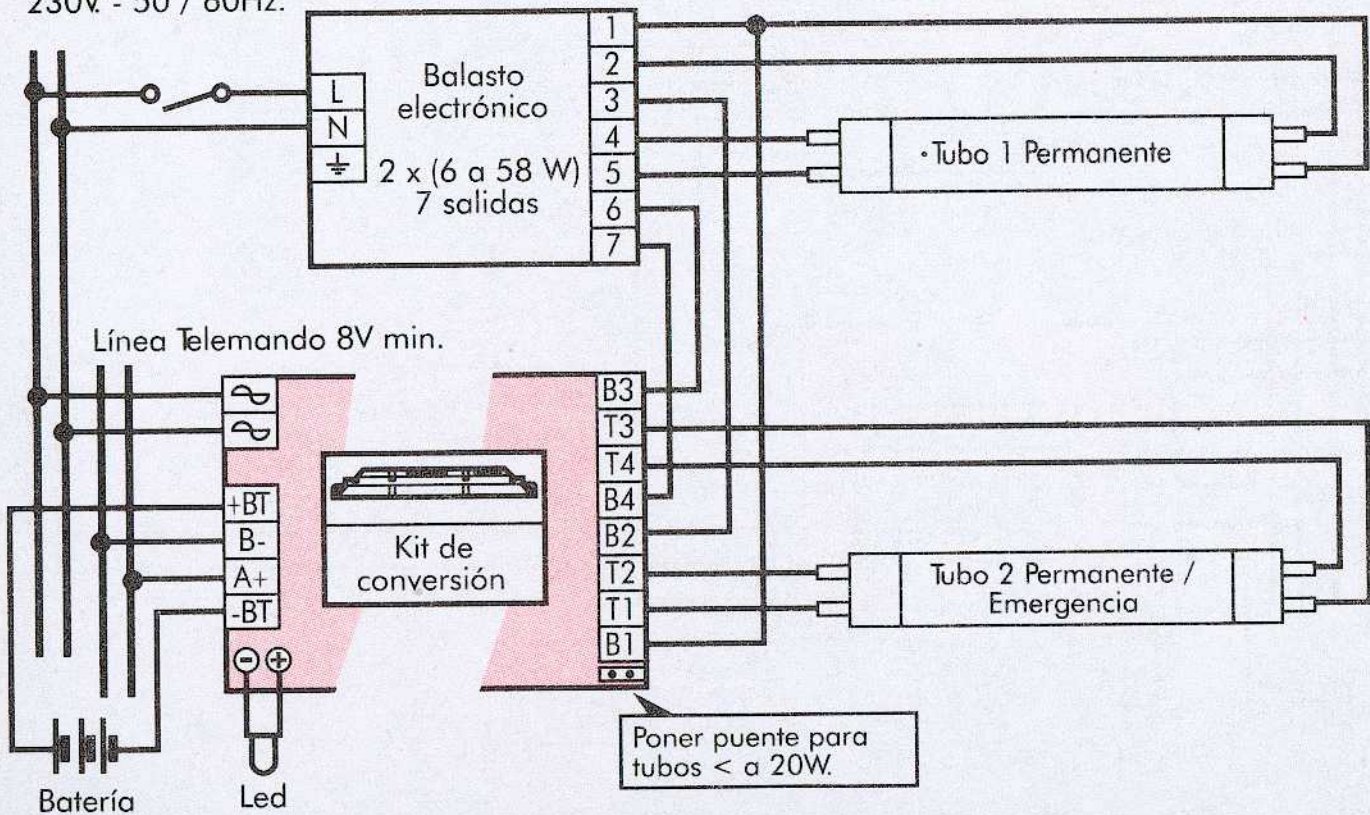 230V. - 50 / 60Hz.
L
N
Balasto
electrónico
2 x (6 a 58 W)
7 salidas
1
2
3
4
5
6
7
Tubo 1 Permanente
Línea Telemando 8V min.
+BT
B-
A+
-BT
Kit de
conversión
B3
T3
T4
B4
B2
T2
T1
B1
Tubo 2 Permanente /
Emergencia
Poner puente para
tubos < a 20W.
Batería
Led